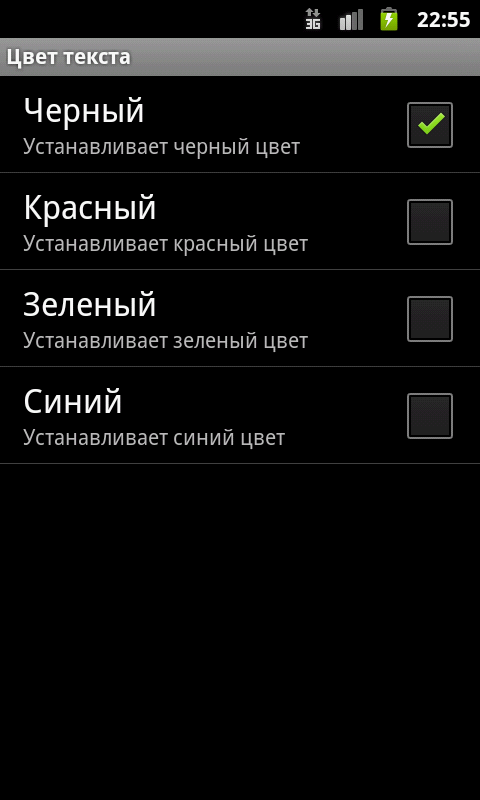 3G 22:55
Цвет текста
Черный
Устанавливает черный цвет
Красный
Устанавливает красный цвет
Зеленый
Устанавливает зеленый цвет
Синий
Устанавливает синий цвет